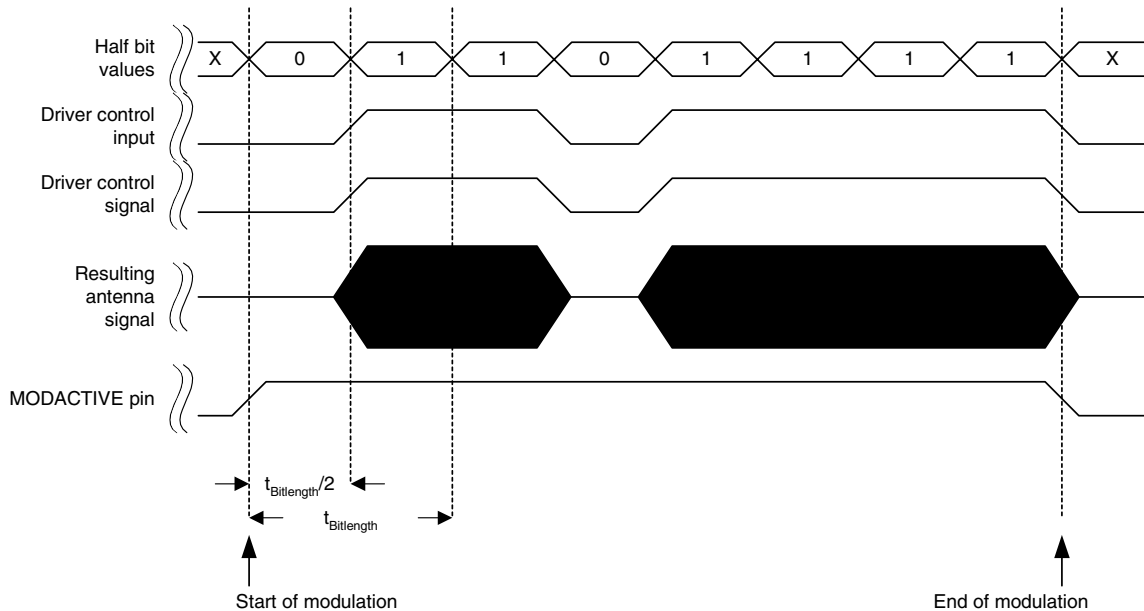 Half bit
values
X 0 1 1 0 1 1 1 1 X
Driver control
input
Driver control
signal
Resulting
antenna
signal
MODACTIVE pin
tBitlength/2
tBitlength
Start of modulation
End of modulation